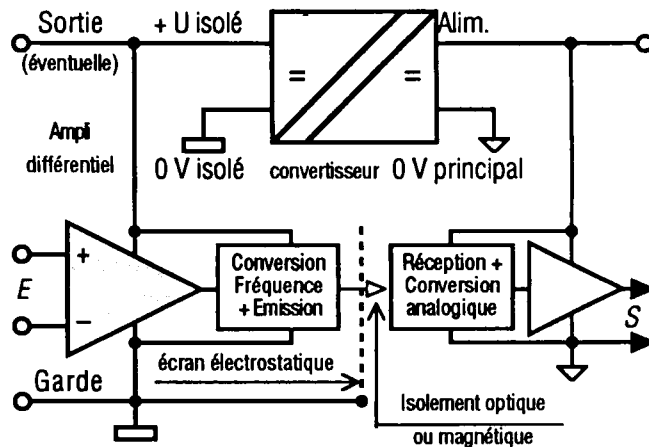 Sortie
+ U isolé
Alim.
(éventuelle)
=
=
Ampli
différentiel
0 V isolé
convertisseur
0 V principal
+
E
−
Conversion
Fréquence
+ Emission
Réception +
Conversion
analogique
S
écran électrostatique
Garde
Isolement optique
ou magnétique